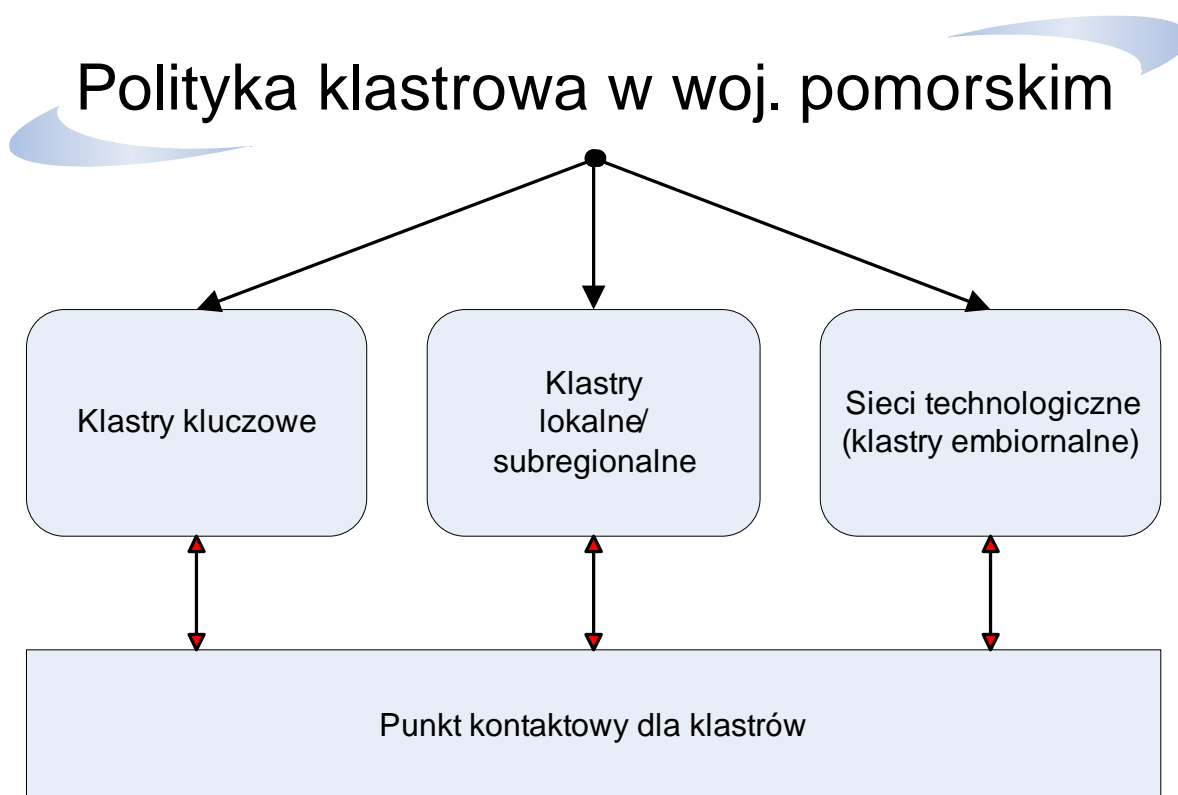 Polityka klastrowa w woj. pomorskim
Klastry kluczowe
Klastry
lokalne/
subregionalne
Sieci technologiczne
(klastry embiornalne)
Punkt kontaktowy dla klastrów